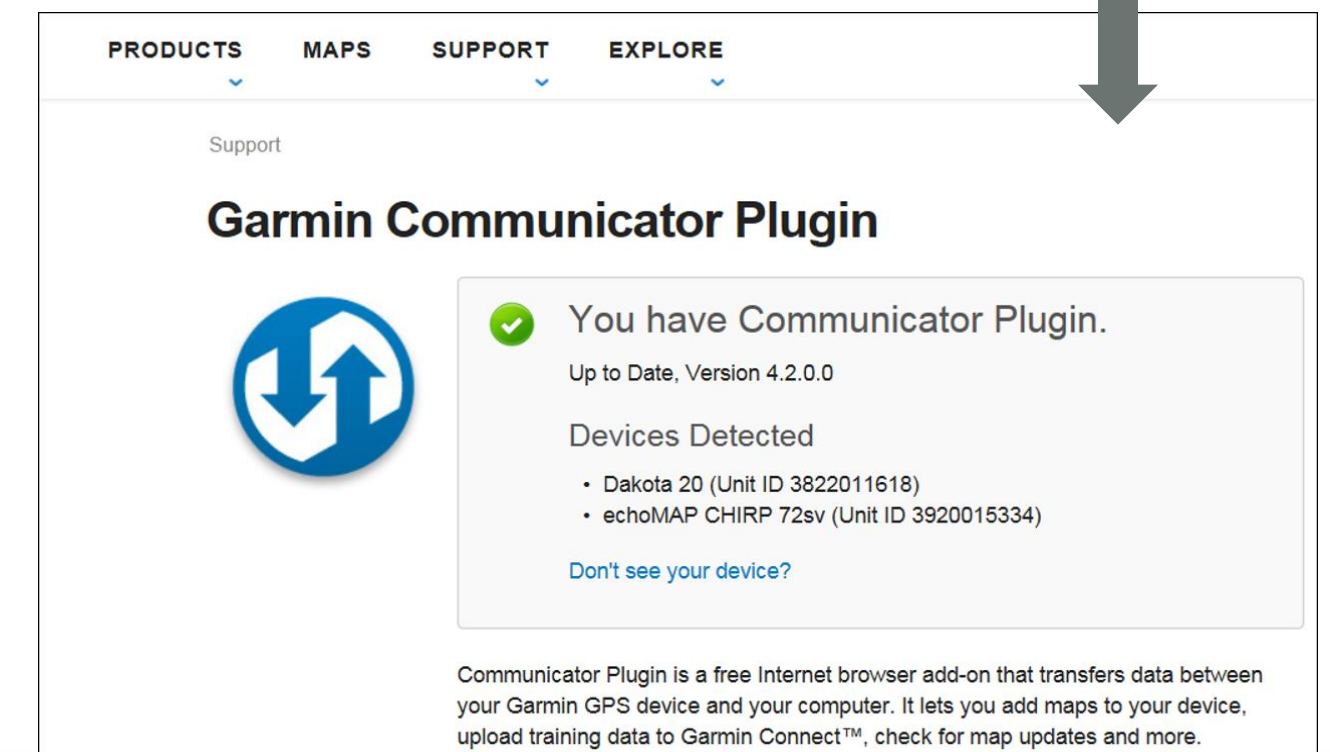 PRODUCTS MAPS SUPPORT EXPLORE
Support
Garmin Communicator Plugin
You have Communicator Plugin.
Up to Date, Version 4.2.0.0
Devices Detected
• Dakota 20 (Unit ID 3822011618)
• echoMAP CHIRP 72sv (Unit ID 3920015334)
Don't see your device?
Communicator Plugin is a free Internet browser add-on that transfers data between
your Garmin GPS device and your computer. It lets you add maps to your device,
upload training data to Garmin Connect™, check for map updates and more.